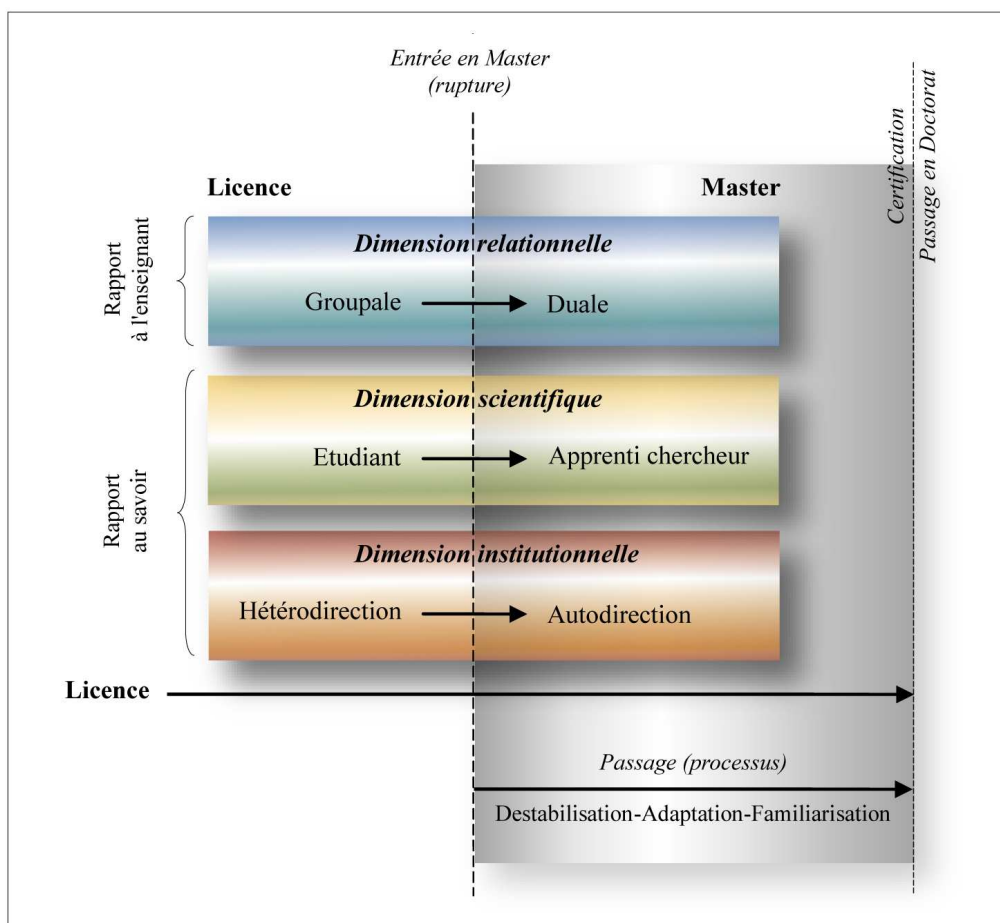 Entrée en Master
(rupture)
Certification
Passage en Doctorat
Licence
Master
Rapport
à l'enseignant
Dimension relationnelle
Groupale
Duale
Rapport
au savoir
Dimension scientifique
Etudiant
Apprenti chercheur
Dimension institutionnelle
Hétérodirection
Autodirection
Licence
Passage (processus)
Destabilisation-Adaptation-Familiarisation